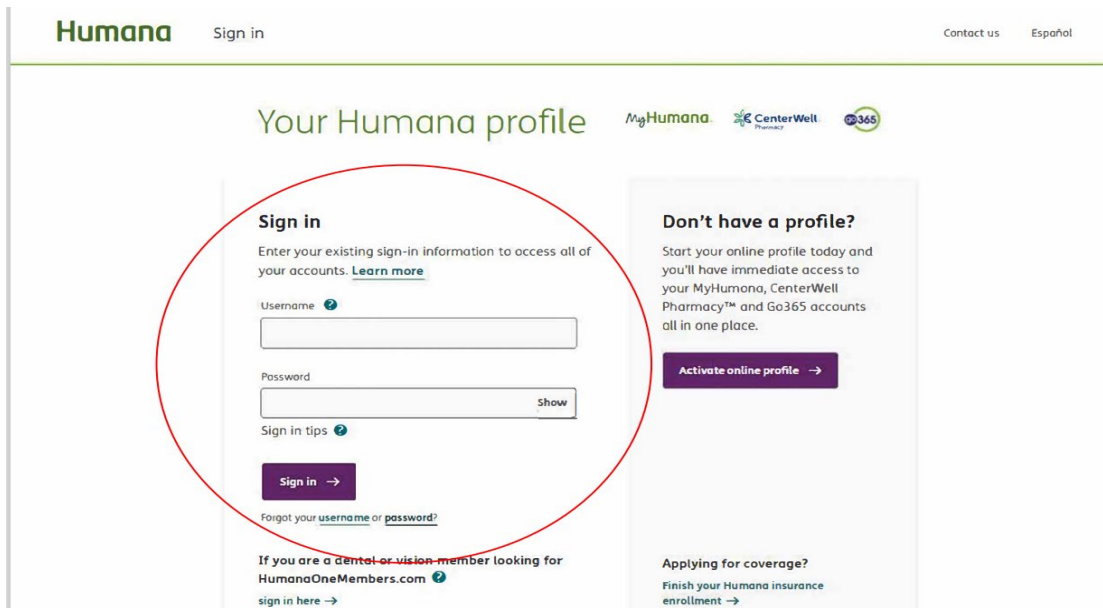 Humana Sign in Contact us Español
Your Humana profile MyHumana. CenterWell Pharmacy go365
Sign in
Enter your existing sign-in information to access all of
your accounts. Learn more
Username ?
Password
Show
Sign in tips ?
Sign in →
Forgot your username or password?
If you are a dental or vision member looking for
HumanaOneMembers.com ?
sign in here →
Don't have a profile?
Start your online profile today and
you'll have immediate access to
your MyHumana, CenterWell
Pharmacy™ and Go365 accounts
all in one place.
Activate online profile →
Applying for coverage?
Finish your Humana insurance
enrollment →